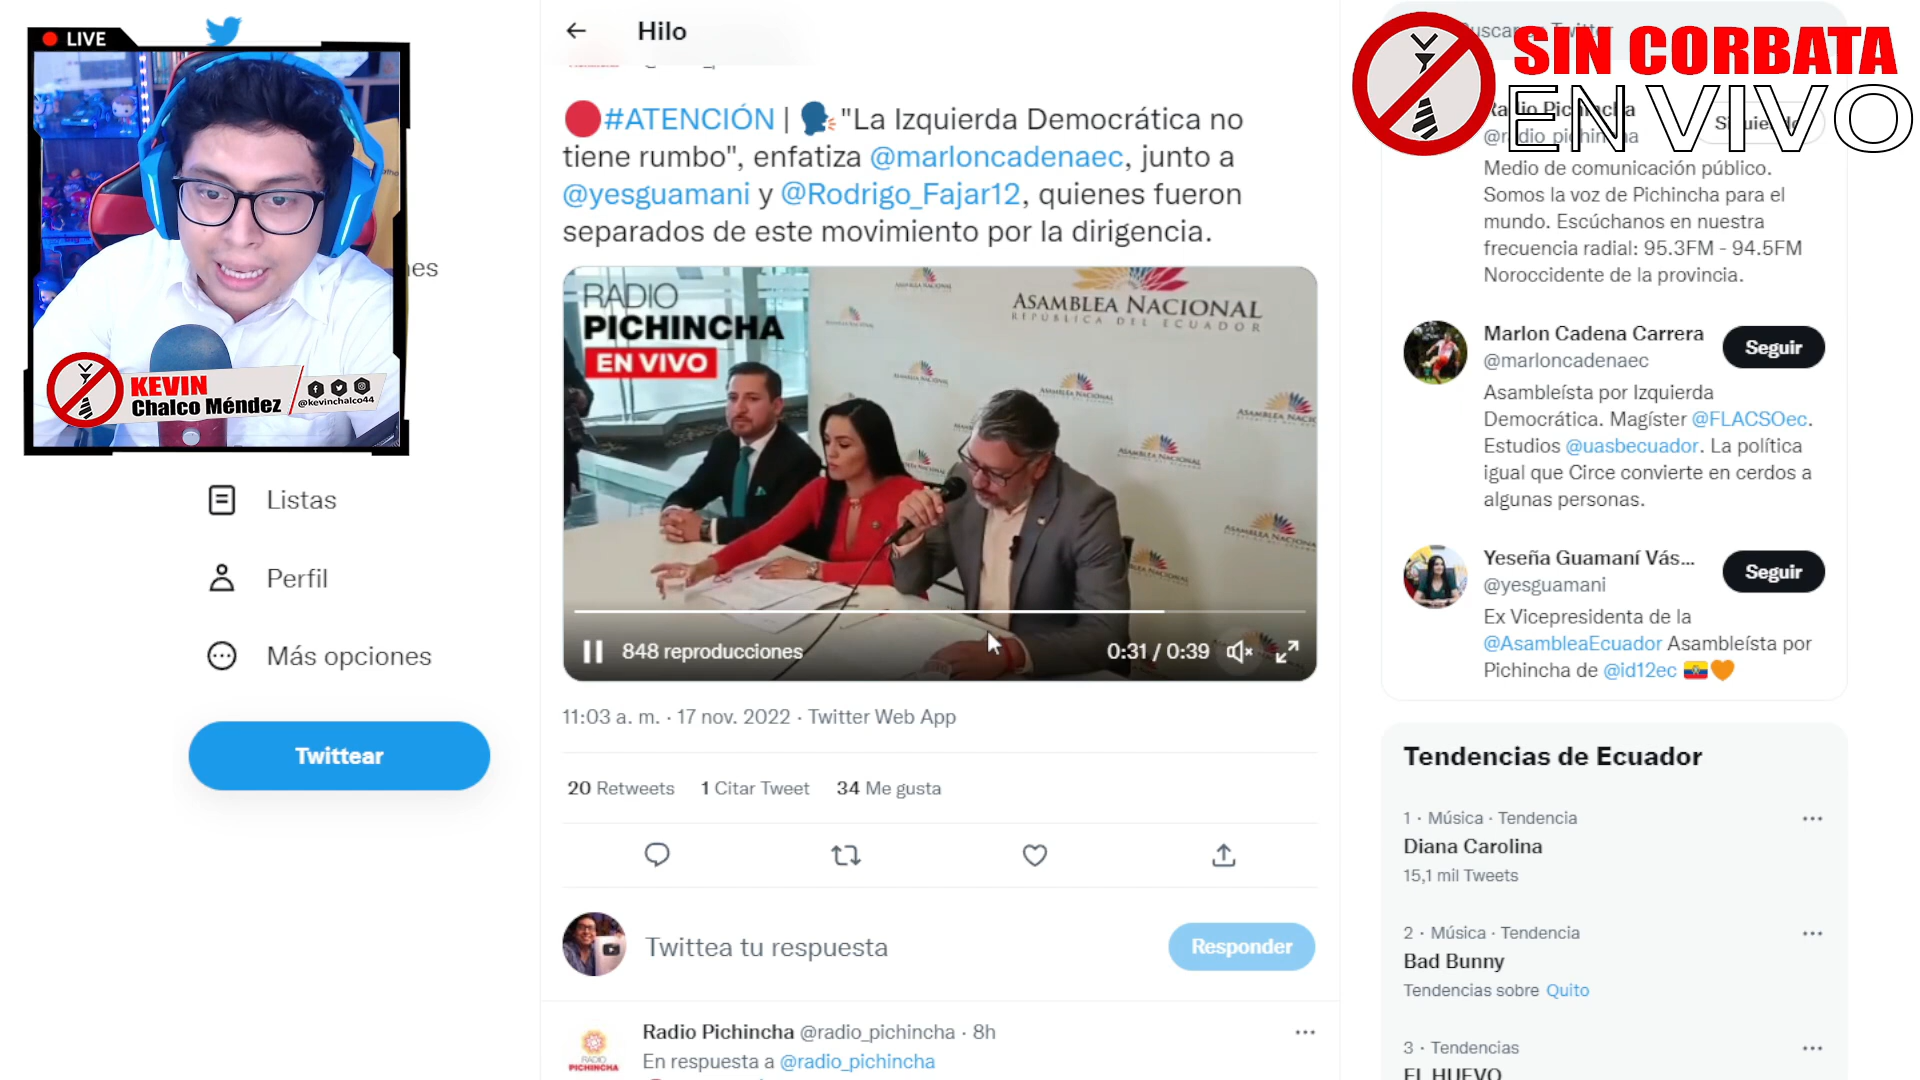 LIVE
KEVIN
Chalco Méndez
@kevinchalco44
Listas
Perfil
Más opciones
Twittear
Hilo
#ATENCIÓN | "La Izquierda Democrática no
tiene rumbo", enfatiza @marloncadenaec, junto a
@yesguamani y @Rodrigo_Fajar12, quienes fueron
separados de este movimiento por la dirigencia.
RADIO
PICHINCHA
EN VIVO
ASAMBLEA NACIONAL
REPÚBLICA DEL ECUADOR
848 reproducciones
0:31 / 0:39
11:03 a. m. · 17 nov. 2022 · Twitter Web App
20 Retweets 1 Citar Tweet 34 Me gusta
Twittea tu respuesta
Responder
Radio Pichincha @radio_pichincha · 8h
En respuesta a @radio_pichincha
RADIO
PICHINCHA
SIN CORBATA
EN VIVO
Radio Pichincha
@radio_pichincha
Siguiendo
Medio de comunicación público.
Somos la voz de Pichincha para el
mundo. Escúchanos en nuestra
frecuencia radial: 95.3FM - 94.5FM
Noroccidente de la provincia.
Marlon Cadena Carrera
@marloncadenaec
Seguir
Asambleísta por Izquierda
Democrática. Magíster @FLACSOec.
Estudios @uasbecuador. La política
igual que Circe convierte en cerdos a
algunas personas.
Yeseña Guamaní Vás...
@yesguamani
Seguir
Ex Vicepresidenta de la
@AsambleaEcuador Asambleísta por
Pichincha de @id12ec
Tendencias de Ecuador
1 · Música · Tendencia
Diana Carolina
15,1 mil Tweets
2 · Música · Tendencia
Bad Bunny
Tendencias sobre Quito
3 · Tendencias
EL HUEVO